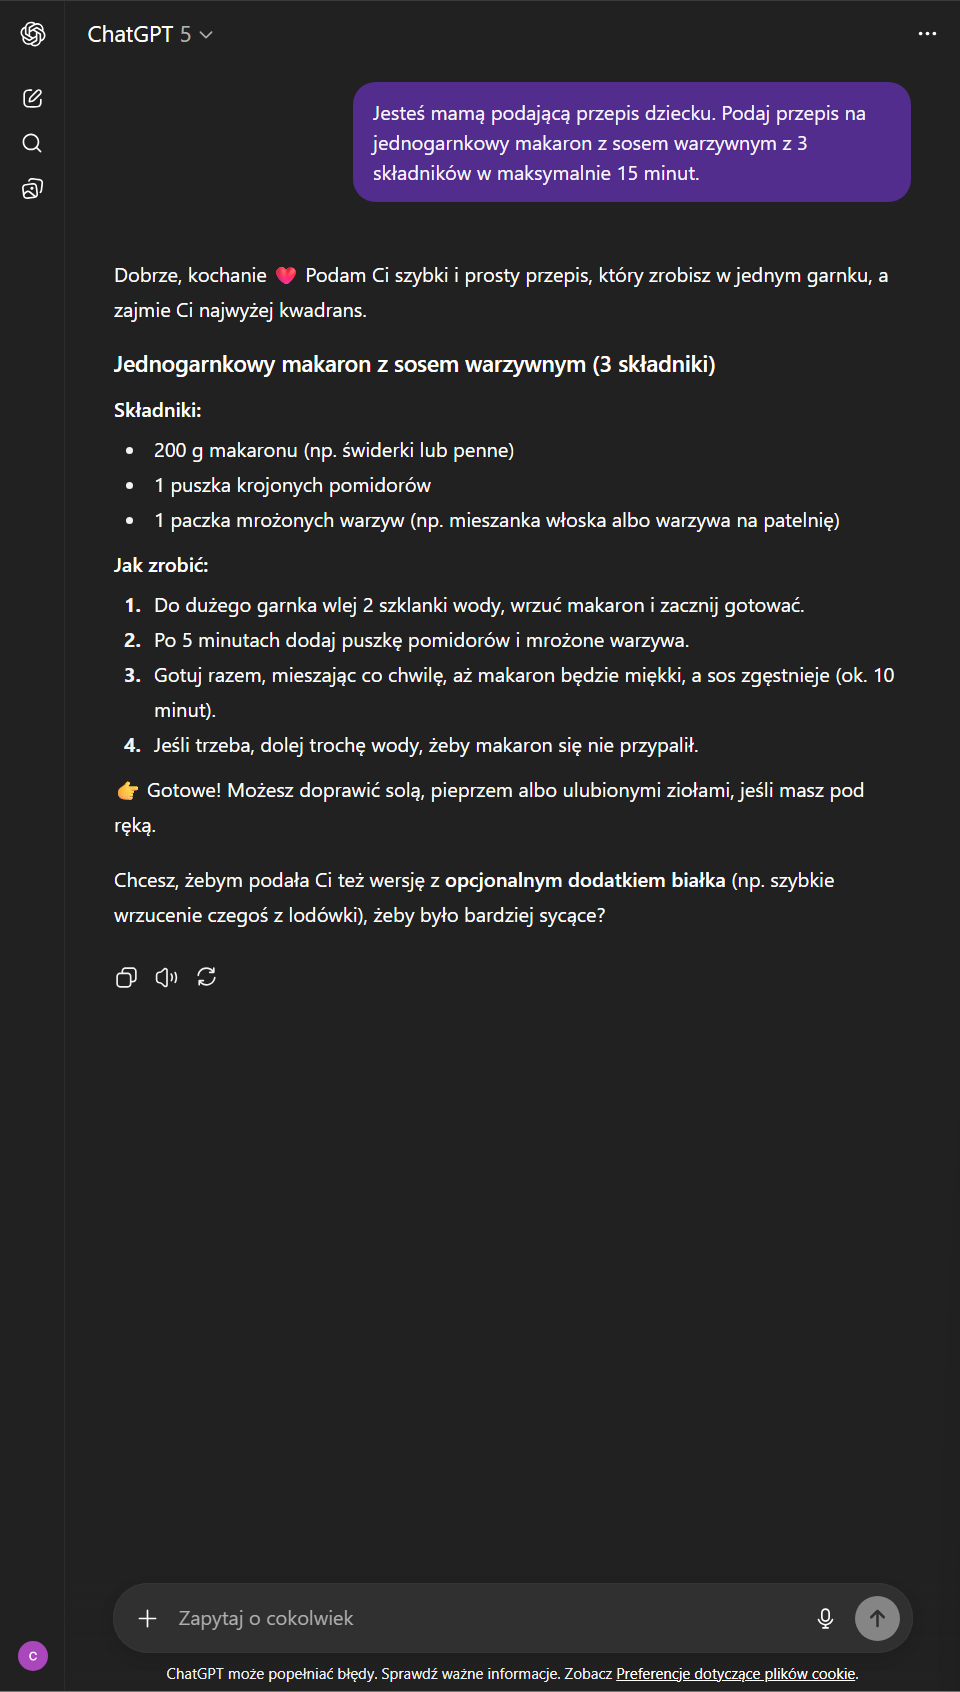 ChatGPT 5
Jesteś mamą podającą przepis dziecku. Podaj przepis na
jednogarnkowy makaron z sosem warzywnym z 3
składników w maksymalnie 15 minut.
Dobrze, kochanie ❤️ Podam Ci szybki i prosty przepis, który zrobisz w jednym garnku, a
zajmie Ci najwyżej kwadrans.
Jednogarnkowy makaron z sosem warzywnym (3 składniki)
Składniki:
• 200 g makaronu (np. świderki lub penne)
• 1 puszka krojonych pomidorów
• 1 paczka mrożonych warzyw (np. mieszanka włoska albo warzywa na patelnię)
Jak zrobić:
1. Do dużego garnka wlej 2 szklanki wody, wrzuć makaron i zacznij gotować.
2. Po 5 minutach dodaj puszkę pomidorów i mrożone warzywa.
3. Gotuj razem, mieszając co chwilę, aż makaron będzie miękki, a sos zgęstnieje (ok. 10
minut).
4. Jeśli trzeba, dolej trochę wody, żeby makaron się nie przypalił.
👉 Gotowe! Możesz doprawić solą, pieprzem albo ulubionymi ziołami, jeśli masz pod
ręką.
Chcesz, żebym podała Ci też wersję z opcjonalnym dodatkiem białka (np. szybkie
wrzucenie czegoś z lodówki), żeby było bardziej sycące?
Zapytaj o cokolwiek
C
ChatGPT może popełniać błędy. Sprawdź ważne informacje. Zobacz Preferencje dotyczące plików cookie.